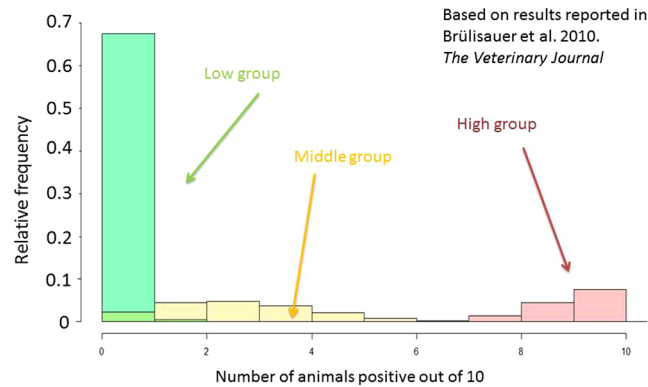 Based on results reported in
Brülisauer et al. 2010.
The Veterinary Journal
Low group
High group
Middle group
Relative frequency
0.7
0.6
0.5
0.4
0.3
0.2
0.1
0
0 2 4 6 8 10
Number of animals positive out of 10